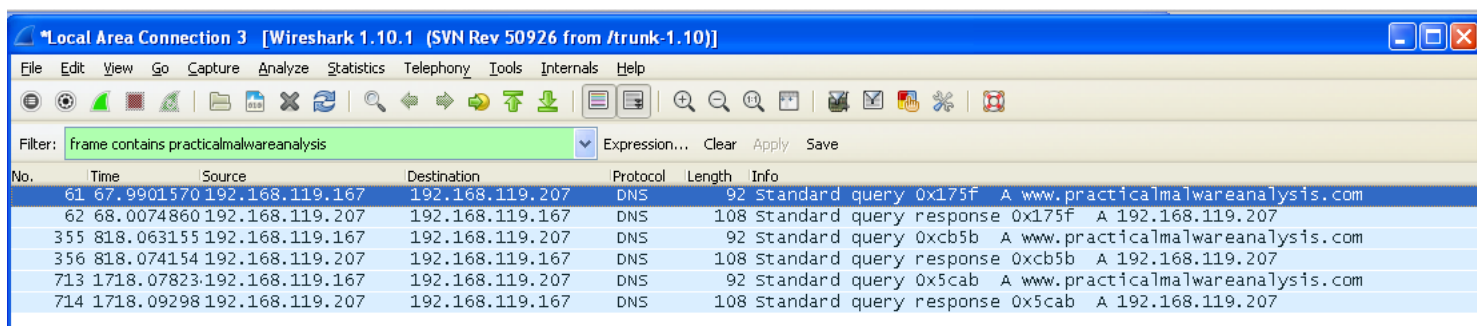 *Local Area Connection 3 [Wireshark 1.10.1 (SVN Rev 50926 from /trunk-1.10)]
File Edit View Go Capture Analyze Statistics Telephony Tools Internals Help
Filter: frame contains practicalmalwareanalysis Expression... Clear Apply Save
No. Time Source Destination Protocol Length Info
61 67.9901570 192.168.119.167 192.168.119.207 DNS 92 Standard query 0x175f A www.practicalmalwareanalysis.com
62 68.0074860 192.168.119.207 192.168.119.167 DNS 108 Standard query response 0x175f A 192.168.119.207
355 818.063155 192.168.119.167 192.168.119.207 DNS 92 Standard query 0xcb5b A www.practicalmalwareanalysis.com
356 818.074154 192.168.119.207 192.168.119.167 DNS 108 Standard query response 0xcb5b A 192.168.119.207
713 1718.07823 192.168.119.167 192.168.119.207 DNS 92 Standard query 0x5cab A www.practicalmalwareanalysis.com
714 1718.09298 192.168.119.207 192.168.119.167 DNS 108 Standard query response 0x5cab A 192.168.119.207